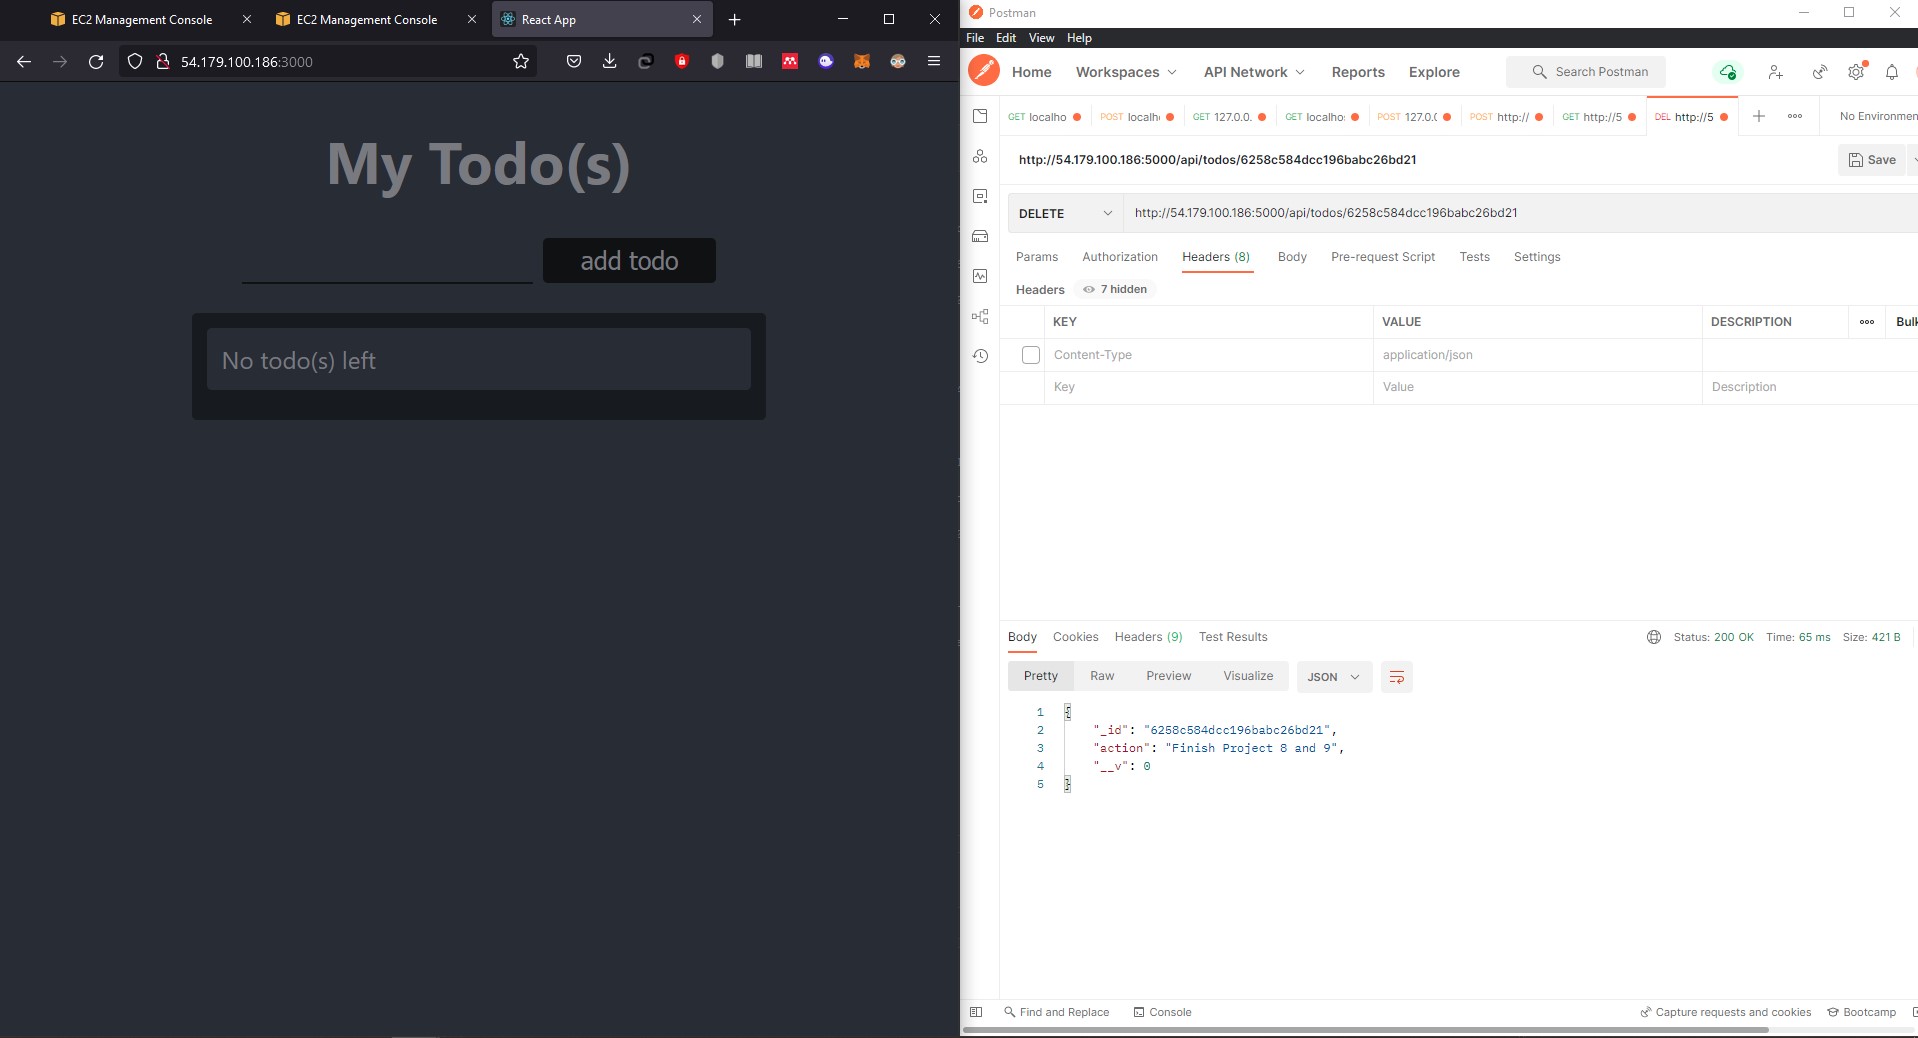 EC2 Management Console
EC2 Management Console
React App
54.179.100.186:3000
My Todo(s)
add todo
No todo(s) left
Postman
File Edit View Help
Home Workspaces API Network Reports Explore Search Postman
GET localho POST localh GET 127.0.0. GET localho: POST 127.0.( POST http:// GET http://5 DEL http://5 No Environmen
http://54.179.100.186:5000/api/todos/6258c584dcc196babc26bd21 Save
DELETE http://54.179.100.186:5000/api/todos/6258c584dcc196babc26bd21
Params Authorization Headers (8) Body Pre-request Script Tests Settings
Headers 7 hidden
KEY VALUE DESCRIPTION Bulk
Content-Type application/json
Key Value Description
Body Cookies Headers (9) Test Results Status: 200 OK Time: 65 ms Size: 421 B
Pretty Raw Preview Visualize JSON
1 {
2 "_id": "6258c584dcc196babc26bd21",
3 "action": "Finish Project 8 and 9",
4 "__v": 0
5 }
Find and Replace Console Capture requests and cookies Bootcamp